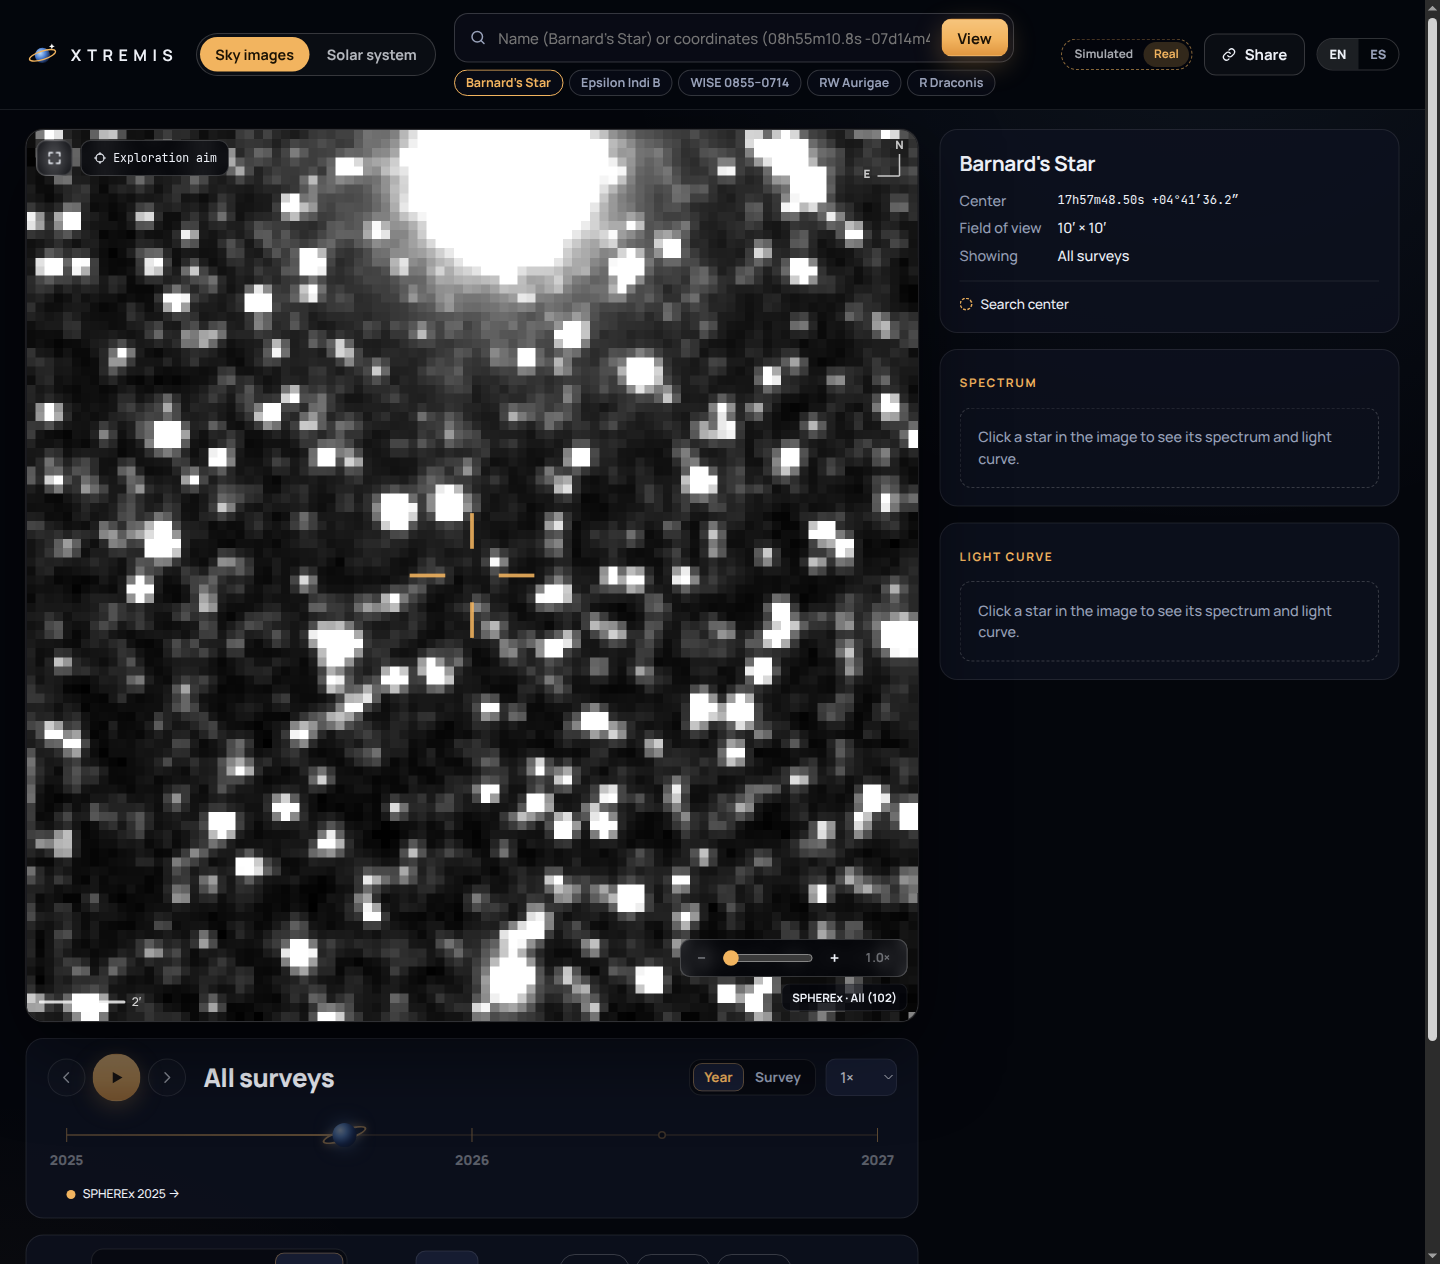 XTREMIS
Sky images
Solar system
Name (Barnard's Star) or coordinates (08h55m10.8s -07d14m4
View
Barnard's Star
Epsilon Indi B
WISE 0855−0714
RW Aurigae
R Draconis
Simulated
Real
Share
EN
ES
Exploration aim
N
E
2′
1.0×
SPHEREx · All (102)
Barnard's Star
Center 17h57m48.50s +04°41′36.2″
Field of view 10′ × 10′
Showing All surveys
Search center
SPECTRUM
Click a star in the image to see its spectrum and light
curve.
LIGHT CURVE
Click a star in the image to see its spectrum and light
curve.
All surveys
Year
Survey
1×
2025
2026
2027
SPHEREx 2025 →